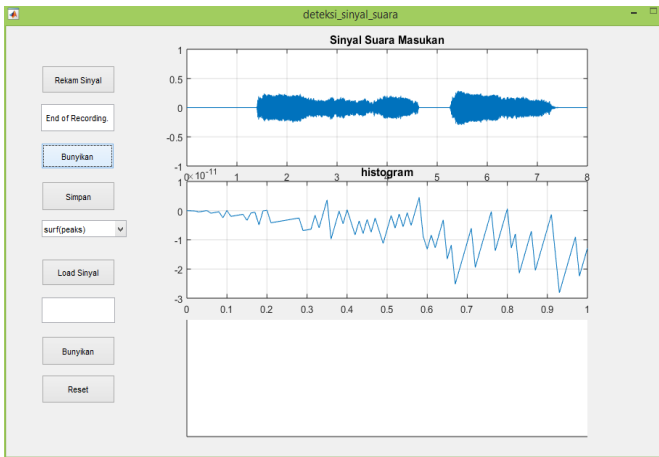 deteksi_sinyal_suara
Rekam Sinyal
End of Recording.
Bunyikan
Simpan
surf(peaks)
Load Sinyal
Bunyikan
Reset
Sinyal Suara Masukan
1
0.5
0
-0.5
-1
0 1 2 3 4 5 6 7 8
×10^-11
histogram
1
0
-1
-2
-3
0 0.1 0.2 0.3 0.4 0.5 0.6 0.7 0.8 0.9 1